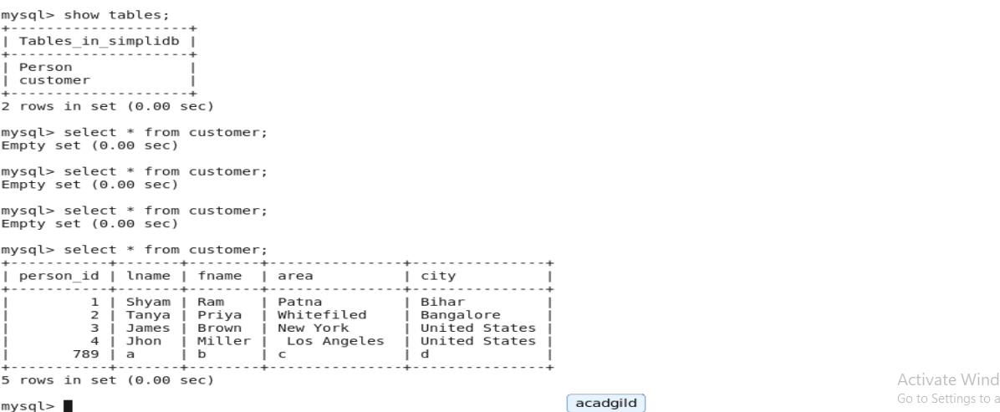 mysql> show tables;
+--------------------+
| Tables_in_simplidb |
+--------------------+
| Person             |
| customer           |
+--------------------+
2 rows in set (0.00 sec)
mysql> select * from customer;
Empty set (0.00 sec)
mysql> select * from customer;
Empty set (0.00 sec)
mysql> select * from customer;
Empty set (0.00 sec)
mysql> select * from customer;
+-----------+-------+--------+--------------+---------------+
| person_id | lname | fname  | area         | city          |
+-----------+-------+--------+--------------+---------------+
|         1 | Shyam | Ram    | Patna        | Bihar         |
|         2 | Tanya | Priya  | Whitefiled   | Bangalore     |
|         3 | James | Brown  | New York     | United States |
|         4 | Jhon  | Miller |  Los Angeles | United States |
|       789 | a     | b      | c            | d             |
+-----------+-------+--------+--------------+---------------+
5 rows in set (0.00 sec)
mysql>
acadgild
Activate Wind
Go to Settings to a